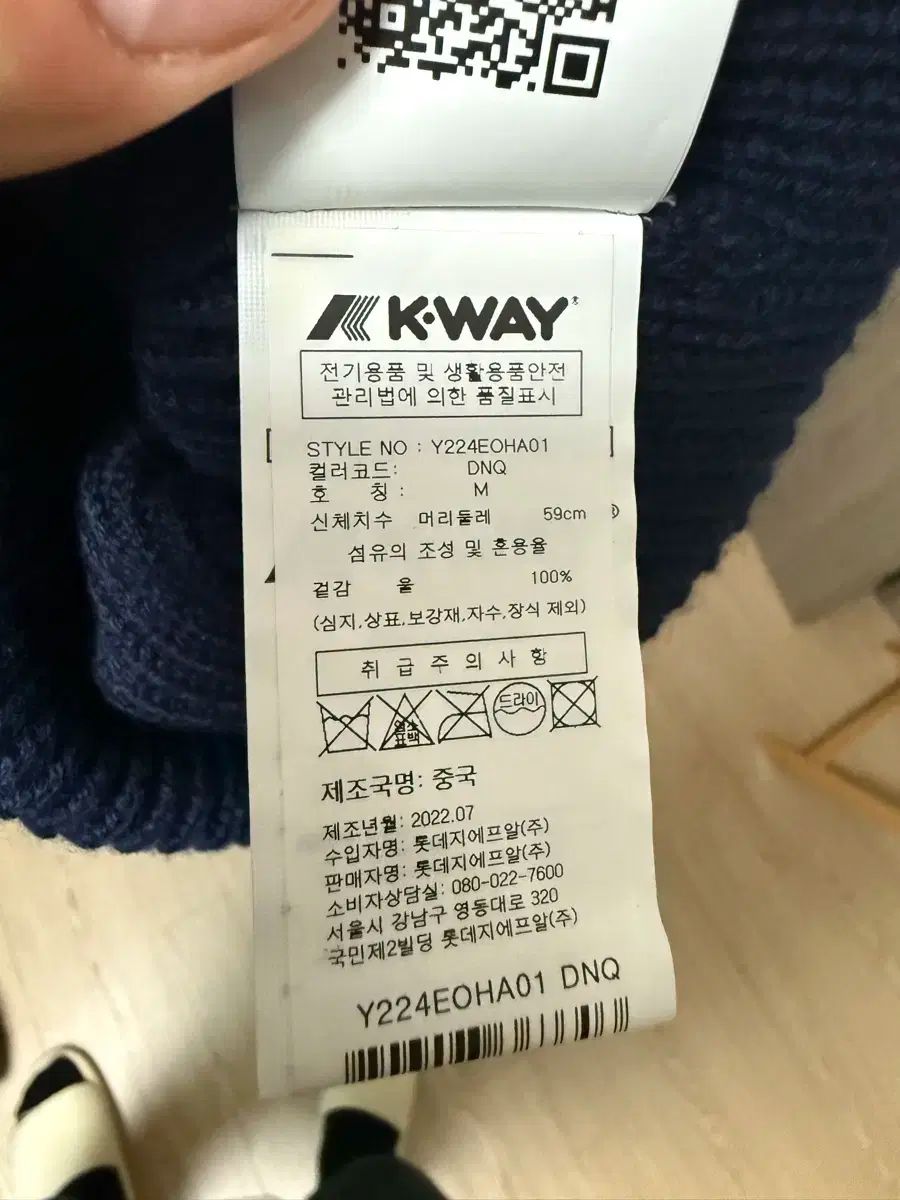 K·WAY®
전기용품 및 생활용품안전
관리법에 의한 품질표시
STYLE NO : Y224EOHA01
컬러코드: DNQ
호 칭 : M
신체치수 머리둘레 59cm
섬유의 조성 및 혼용율
겉감 울 100%
(심지,상표,보강재,자수,장식 제외)
취 급 주 의 사 항
염소
표백
드라이
제조국명: 중국
제조년월: 2022.07
수입자명: 롯데지에프알(주)
판매자명: 롯데지에프알(주)
소비자상담실: 080-022-7600
서울시 강남구 영동대로 320
국민제2빌딩 롯데지에프알(주)
Y224EOHA01 DNQ